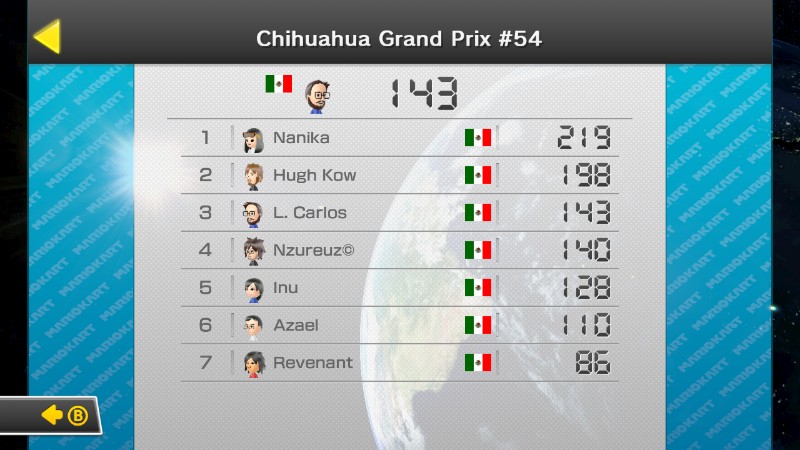 Chihuahua Grand Prix #54
143
1 Nanika 219
2 Hugh Kow 198
3 L. Carlos 143
4 Nzureuz© 140
5 Inu 128
6 Azael 110
7 Revenant 86
B
MARIOKART